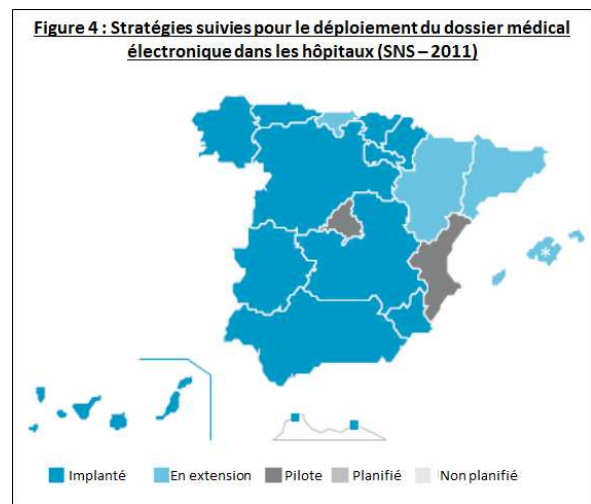 Figure 4 : Stratégies suivies pour le déploiement du dossier médical
électronique dans les hôpitaux (SNS – 2011)
Implanté En extension Pilote Planifié Non planifié